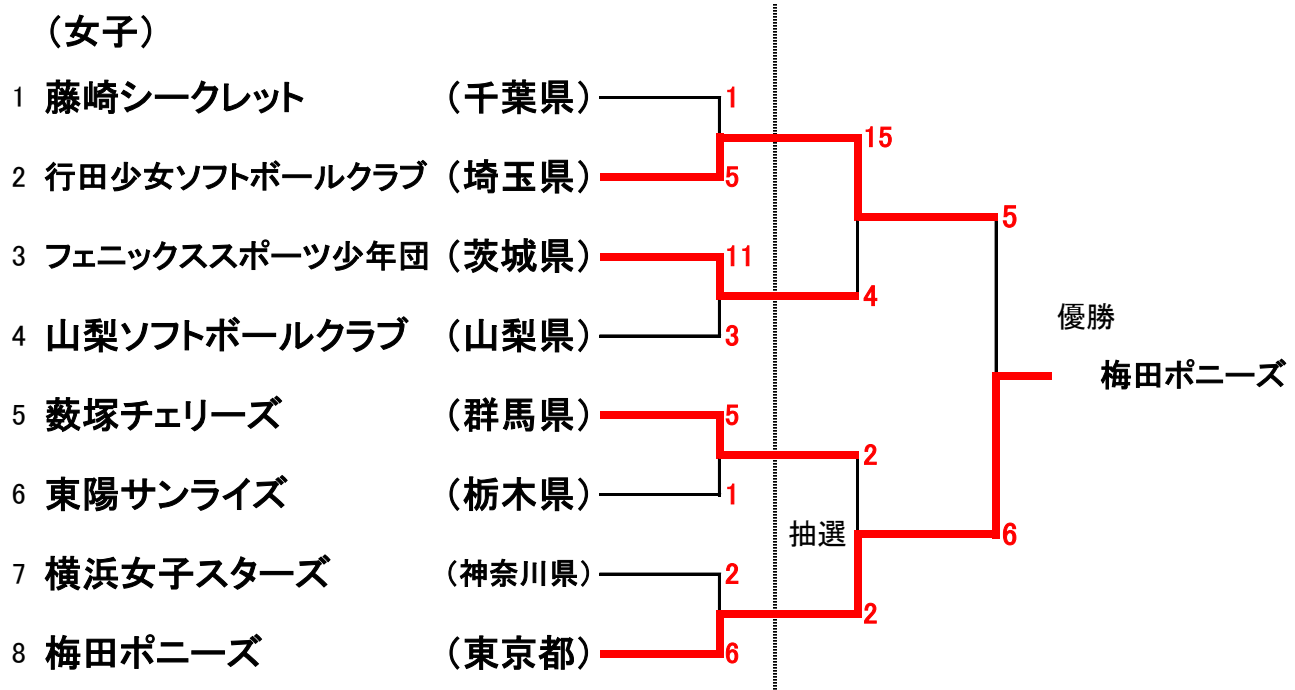 （女子）
1 藤崎シークレット （千葉県） 1
15
2 行田少女ソフトボールクラブ （埼玉県） 5
5
3 フェニックススポーツ少年団 （茨城県） 11
4
優勝
4 山梨ソフトボールクラブ （山梨県） 3
梅田ポニーズ
5 薮塚チェリーズ （群馬県） 5
2
6 東陽サンライズ （栃木県） 1
抽選 6
7 横浜女子スターズ （神奈川県） 2
2
8 梅田ポニーズ （東京都） 6